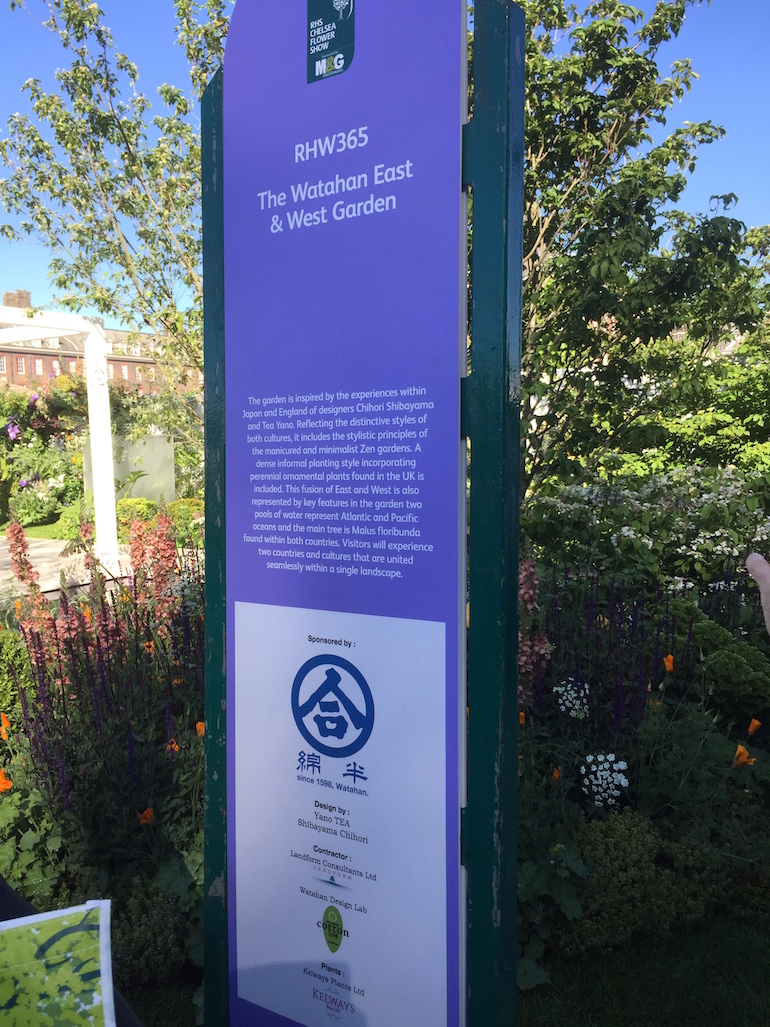 RHS
CHELSEA
FLOWER
SHOW
M&G
RHW365
The Watahan East
& West Garden
The garden is inspired by the experiences within
Japan and England of designers Chihori Shibayama
and Tea Yano. Reflecting the distinctive styles of
both cultures, it includes the stylistic principles of
the manicured and minimalist Zen gardens. A
dense informal planting style incorporating
perennial ornamental plants found in the UK is
included. This fusion of East and West is also
represented by key features in the garden two
pools of water represent Atlantic and Pacific
oceans and the main tree is Malus floribunda
found within both countries. Visitors will experience
two countries and cultures that are united
seamlessly within a single landscape.
Sponsored by :
合
綿半
since 1598, Watahan.
Design by :
Yano TEA
Shibayama Chihori
Contractor :
Landform Consultants Ltd
LANDFORM
Watahan Design Lab
cotton
Plants :
Kelways Plants Ltd
KELWAYS